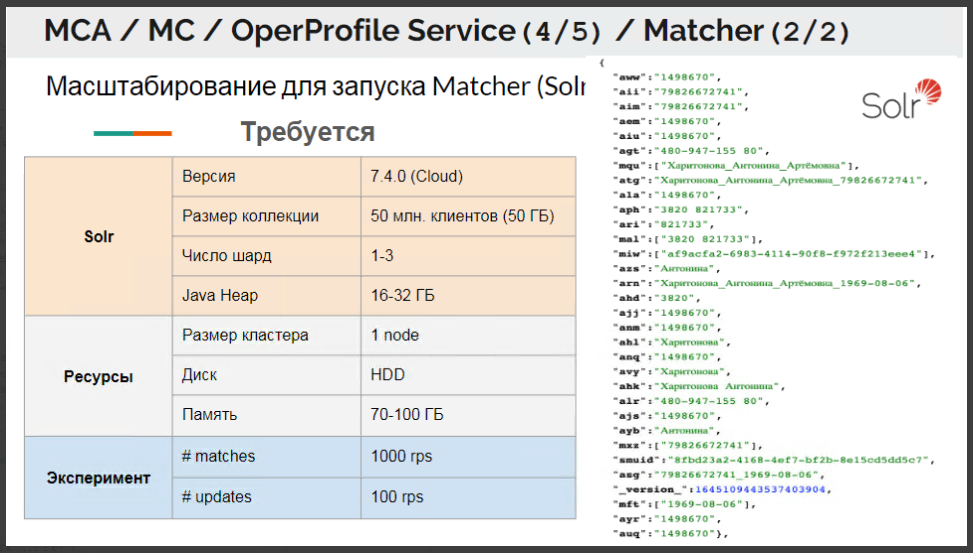 MCA / MC / OperProfile Service (4/5) / Matcher (2/2)
Масштабирование для запуска Matcher (Solr
Требуется
Solr
Версия 7.4.0 (Cloud)
Размер коллекции 50 млн. клиентов (50 ГБ)
Число шард 1-3
Java Heap 16-32 ГБ
Ресурсы
Размер кластера 1 node
Диск HDD
Память 70-100 ГБ
Эксперимент
# matches 1000 rps
# updates 100 rps
Solr
{
"aww":"1498670",
"aii":"79826672741",
"aim":"79826672741",
"aem":"1498670",
"aiu":"1498670",
"agt":"480-947-155 80",
"mqu":["Харитонова_Антонина_Артёмовна"],
"atg":"Харитонова_Антонина_Артёмовна_79826672741",
"ala":"1498670",
"aph":"3820 821733",
"ari":"821733",
"mal":["3820 821733"],
"miw":["af9acfa2-6983-4114-90f8-f972f213eee4"],
"azs":"Антонина",
"arn":"Харитонова_Антонина_Артёмовна_1969-08-06",
"ahd":"3820",
"ajj":"1498670",
"anm":"1498670",
"ahl":"Харитонова",
"anq":"1498670",
"avy":"Харитонова",
"ahk":"Харитонова Антонина",
"alr":"480-947-155 80",
"ajs":"1498670",
"ayb":"Антонина",
"mxz":["79826672741"],
"smuid":"8fbd23a2-4168-4ef7-bf2b-8e15cd5dd5c7",
"asg":"79826672741_1969-08-06",
"_version_":1645109443537403904,
"mft":["1969-08-06"],
"ayr":"1498670",
"auq":"1498670"},